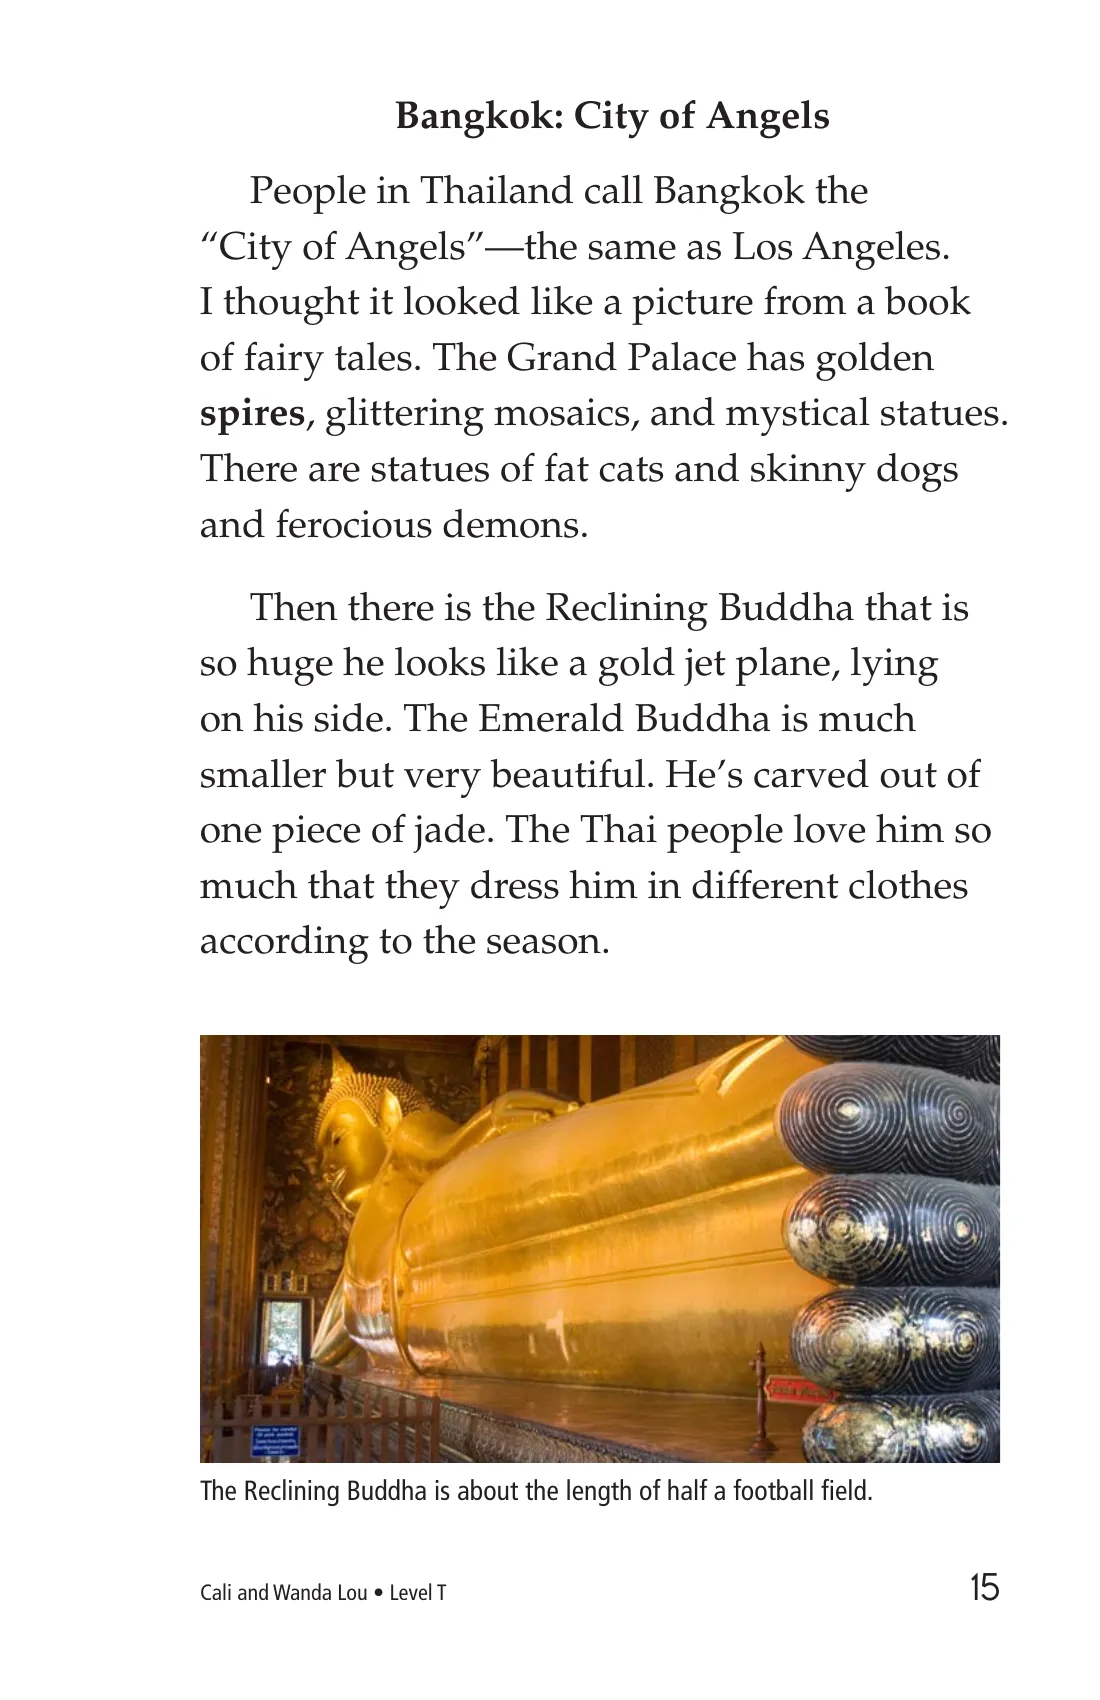 Bangkok: City of Angels
People in Thailand call Bangkok the
“City of Angels”—the same as Los Angeles.
I thought it looked like a picture from a book
of fairy tales. The Grand Palace has golden
spires, glittering mosaics, and mystical statues.
There are statues of fat cats and skinny dogs
and ferocious demons.
Then there is the Reclining Buddha that is
so huge he looks like a gold jet plane, lying
on his side. The Emerald Buddha is much
smaller but very beautiful. He’s carved out of
one piece of jade. The Thai people love him so
much that they dress him in different clothes
according to the season.
The Reclining Buddha is about the length of half a football field.
Cali and Wanda Lou • Level T
15